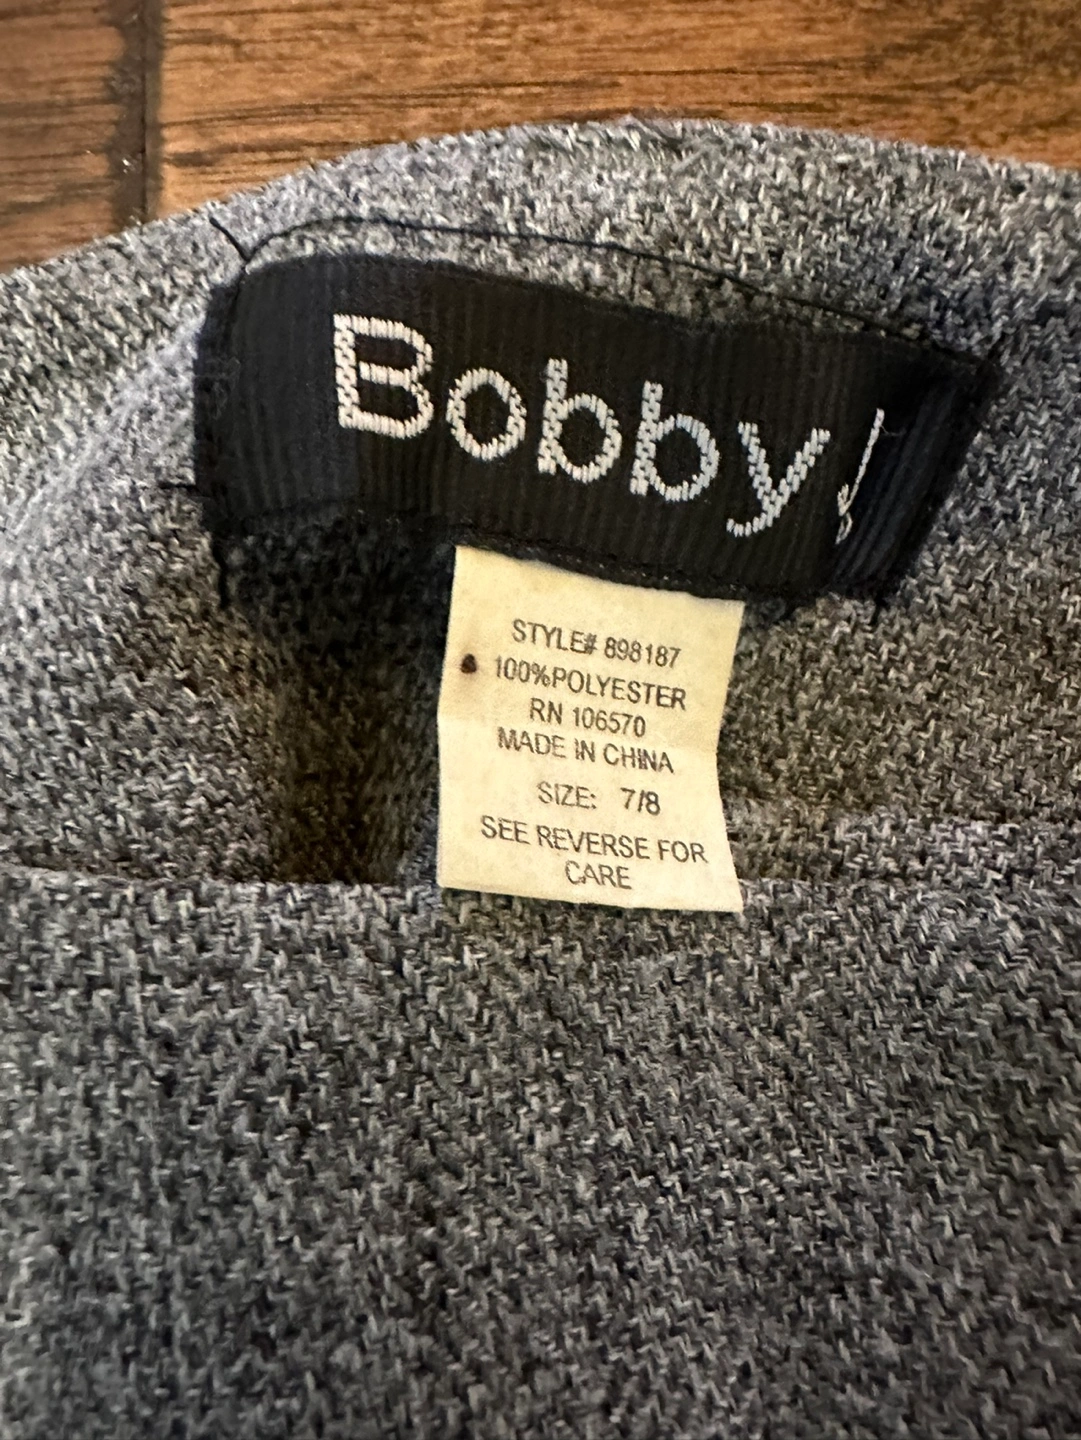 Bobby
STYLE# 898187
100%POLYESTER
RN 106570
MADE IN CHINA
SIZE: 7/8
SEE REVERSE FOR
CARE